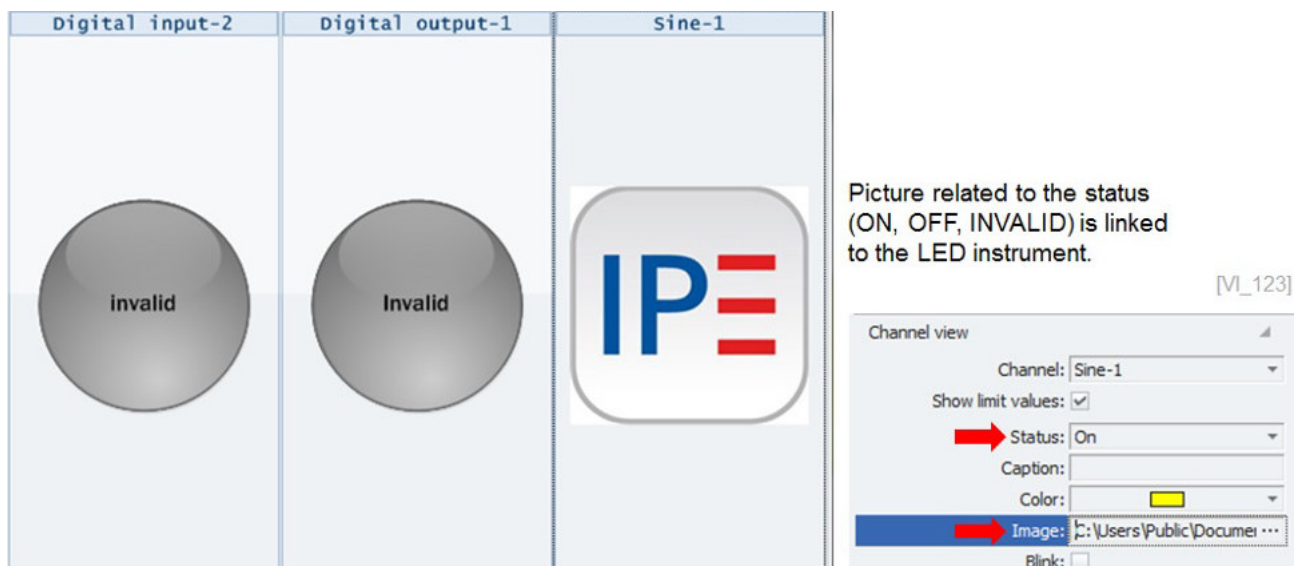 Digital input-2
Digital output-1
Sine-1
invalid
Invalid
IPE
Picture related to the status
(ON, OFF, INVALID) is linked
to the LED instrument.
[VI_123]
Channel view
Channel: Sine-1
Show limit values:
Status: On
Caption:
Color:
Image: C:\Users\Public\Documen ...
Blink: